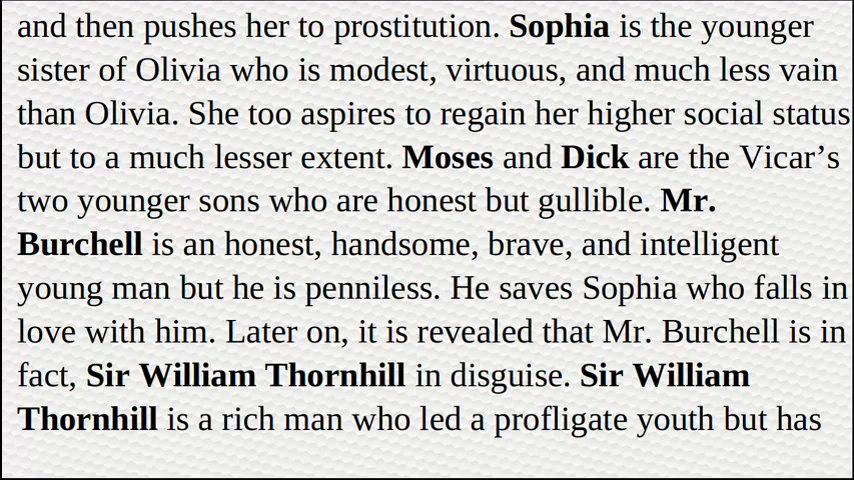 and then pushes her to prostitution. Sophia is the younger
sister of Olivia who is modest, virtuous, and much less vain
than Olivia. She too aspires to regain her higher social status
but to a much lesser extent. Moses and Dick are the Vicar’s
two younger sons who are honest but gullible. Mr.
Burchell is an honest, handsome, brave, and intelligent
young man but he is penniless. He saves Sophia who falls in
love with him. Later on, it is revealed that Mr. Burchell is in
fact, Sir William Thornhill in disguise. Sir William
Thornhill is a rich man who led a profligate youth but has